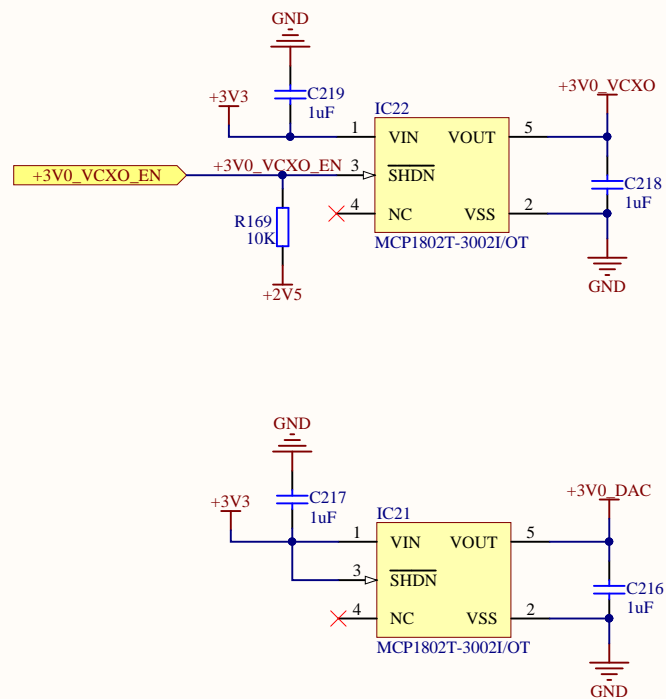 GND
C219
1uF
+3V3
IC22
+3V0_VCXO
1
VIN
VOUT
5
+3V0_VCXO_EN
+3V0_VCXO_EN
3
SHDN
C218
1uF
R169
10K
4
NC
VSS
2
MCP1802T-3002I/OT
+2V5
GND
GND
C217
1uF
+3V3
IC21
+3V0_DAC
1
VIN
VOUT
5
3
SHDN
C216
1uF
4
NC
VSS
2
MCP1802T-3002I/OT
GND